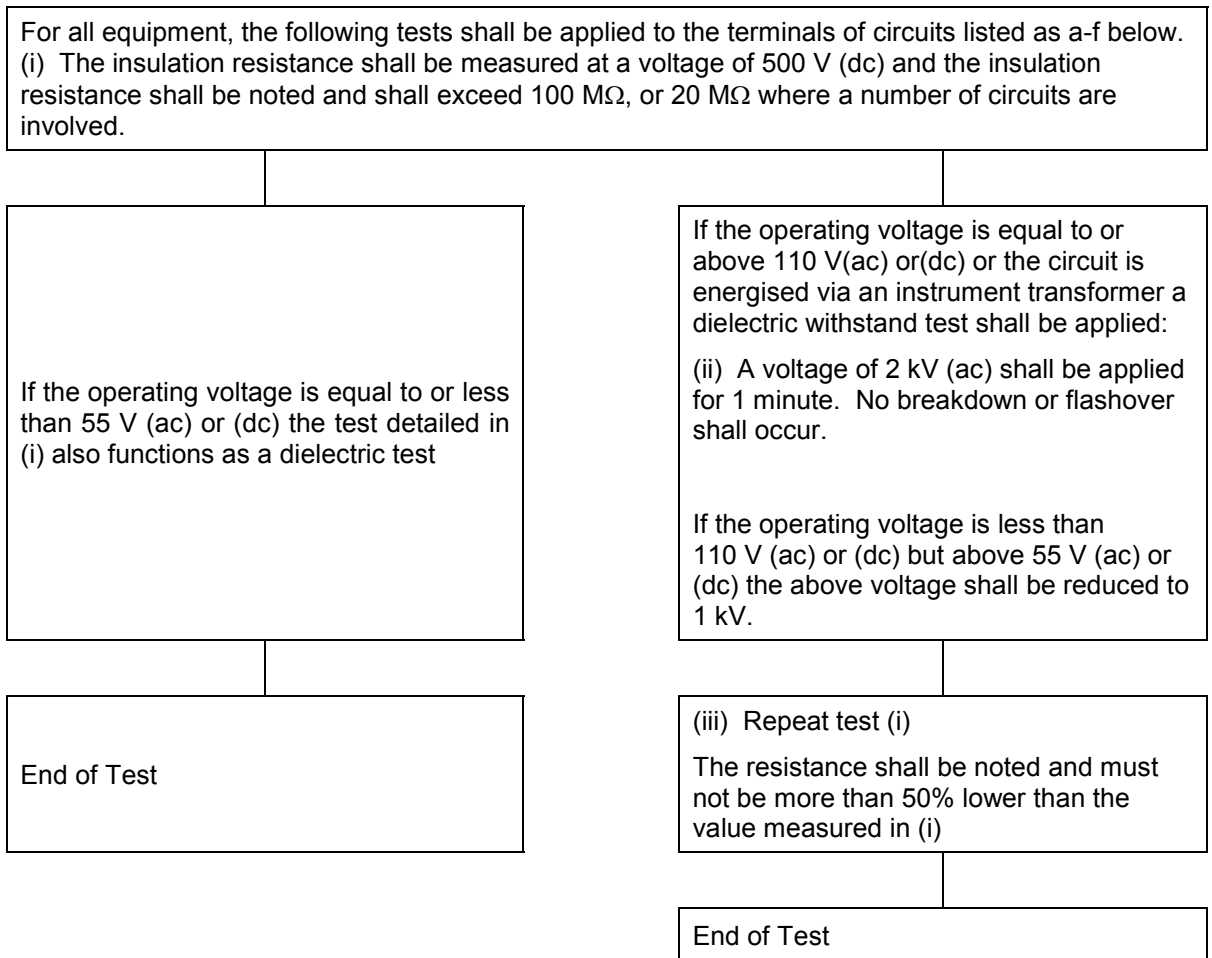 For all equipment, the following tests shall be applied to the terminals of circuits listed as a-f below.
(i) The insulation resistance shall be measured at a voltage of 500 V (dc) and the insulation
resistance shall be noted and shall exceed 100 MΩ, or 20 MΩ where a number of circuits are
involved.
If the operating voltage is equal to or less
than 55 V (ac) or (dc) the test detailed in
(i) also functions as a dielectric test
End of Test
If the operating voltage is equal to or
above 110 V(ac) or(dc) or the circuit is
energised via an instrument transformer a
dielectric withstand test shall be applied:
(ii) A voltage of 2 kV (ac) shall be applied
for 1 minute. No breakdown or flashover
shall occur.
If the operating voltage is less than
110 V (ac) or (dc) but above 55 V (ac) or
(dc) the above voltage shall be reduced to
1 kV.
(iii) Repeat test (i)
The resistance shall be noted and must
not be more than 50% lower than the
value measured in (i)
End of Test